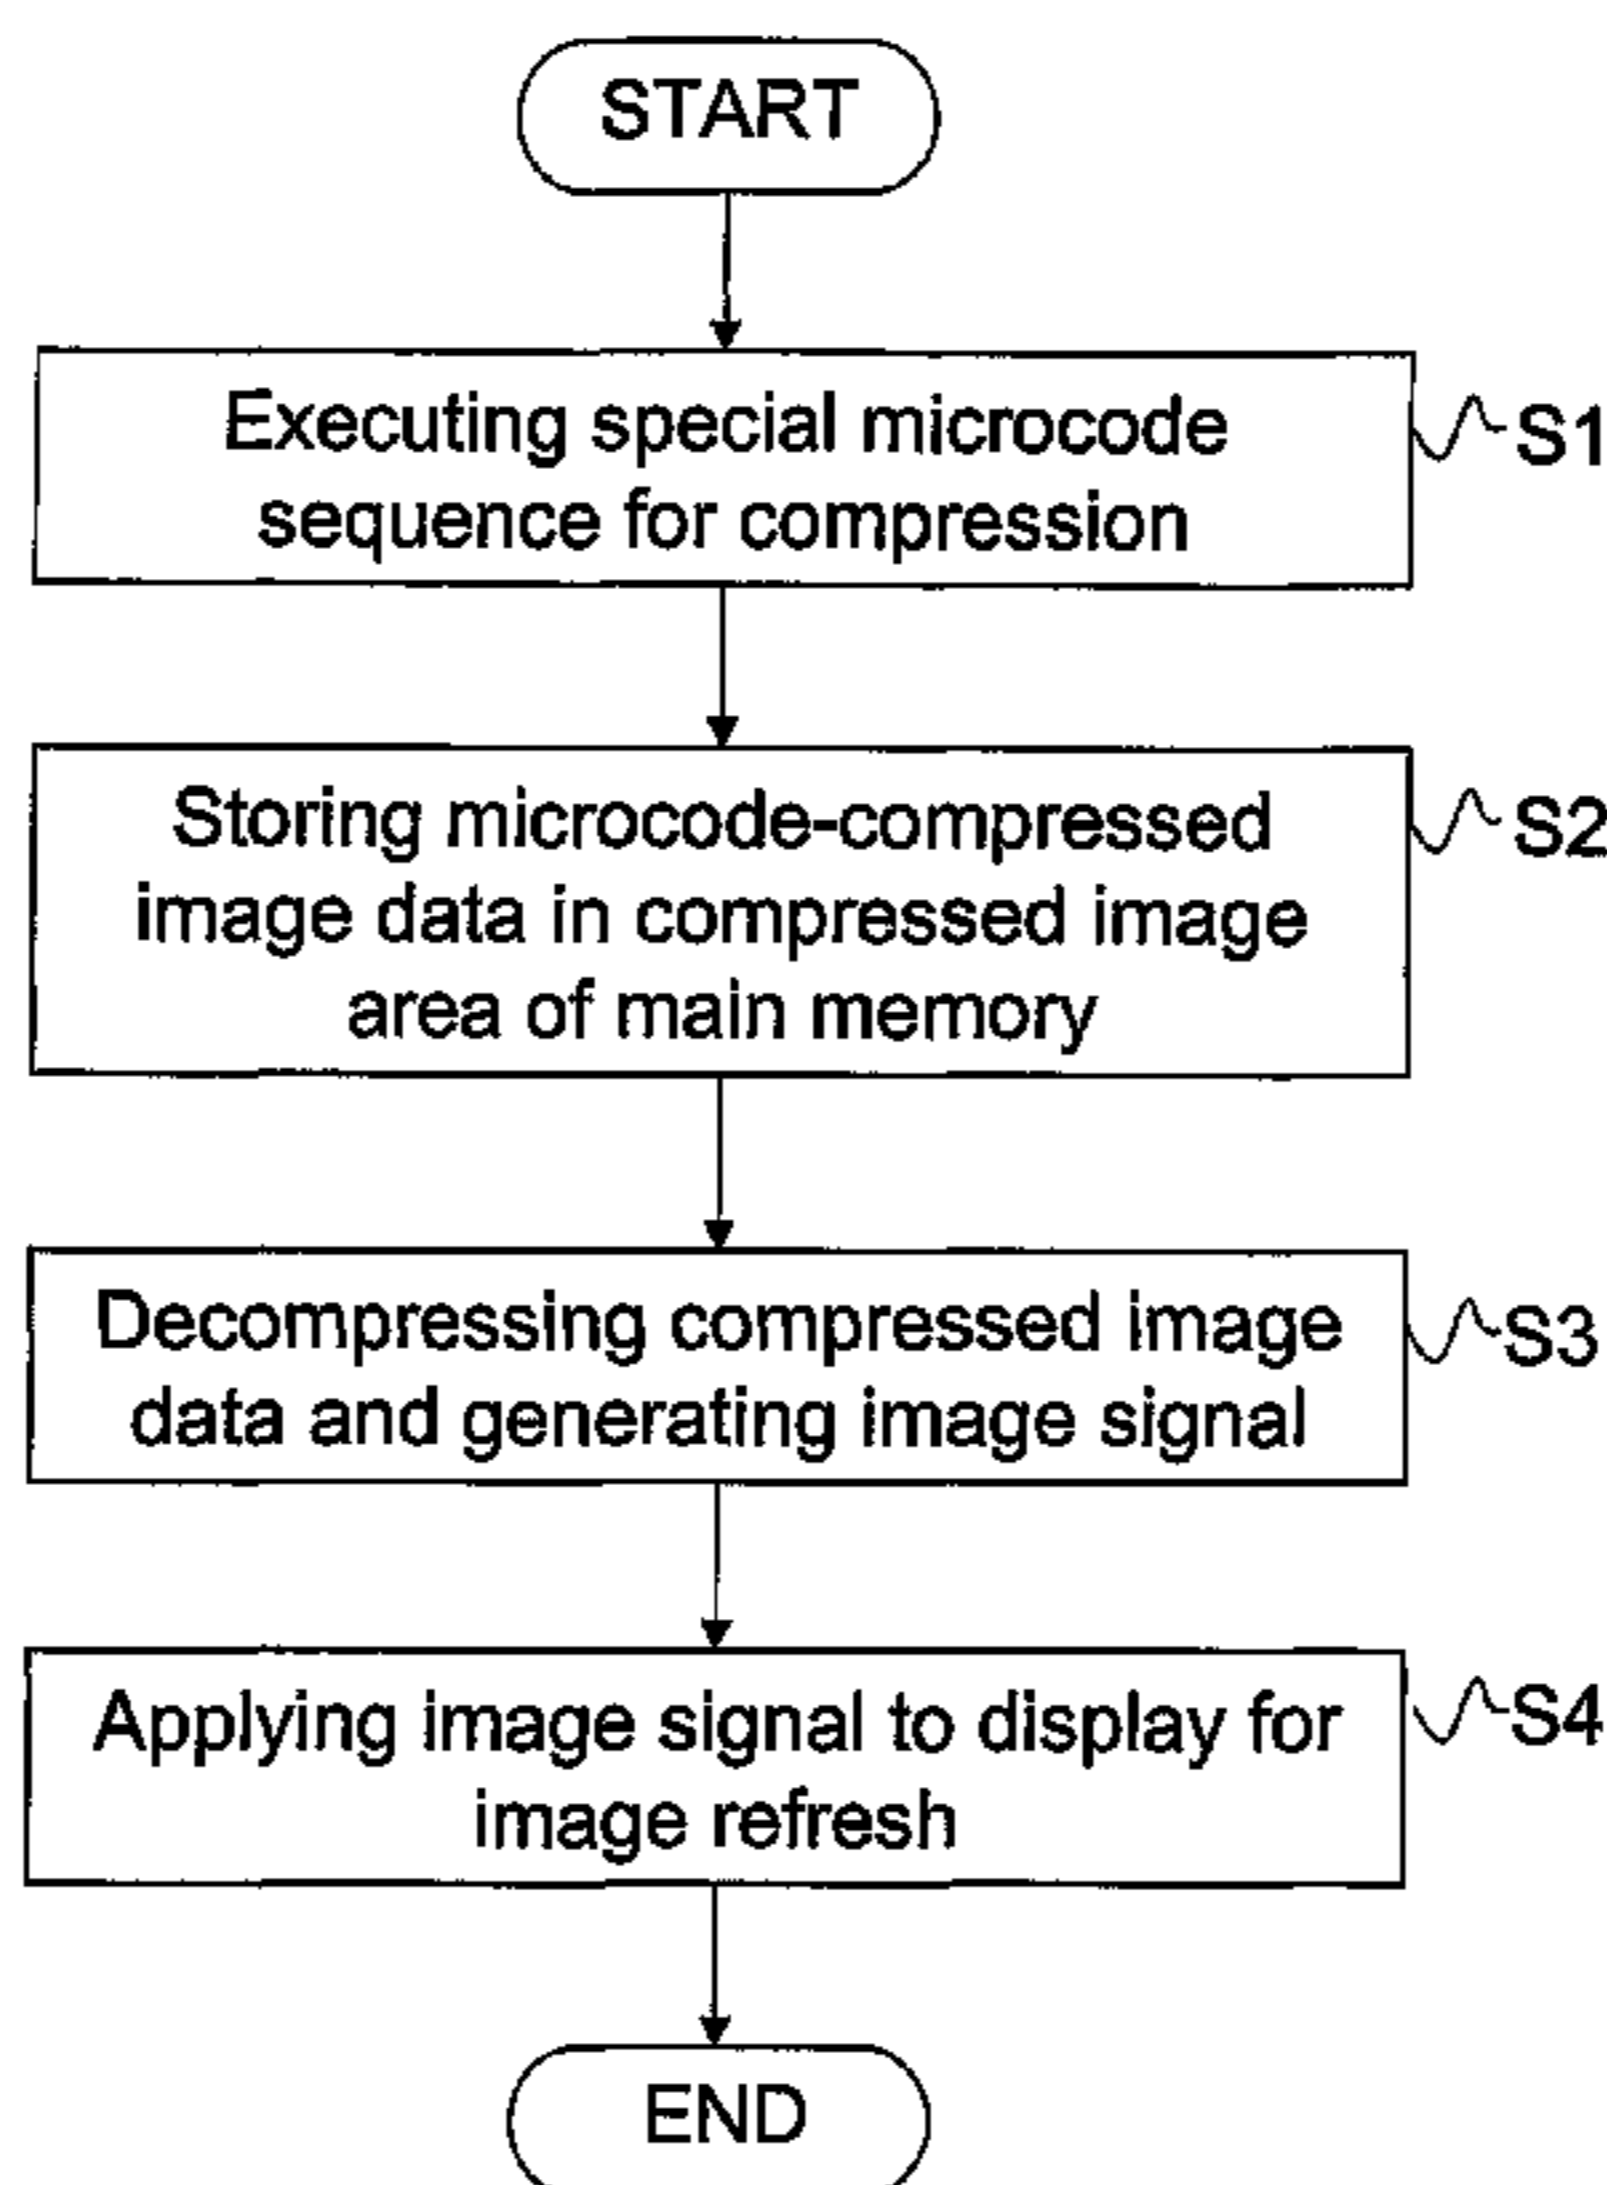 START
Executing special microcode
sequence for compression
S1
Storing microcode-compressed
image data in compressed image
area of main memory
S2
Decompressing compressed image
data and generating image signal
S3
Applying image signal to display for
image refresh
S4
END